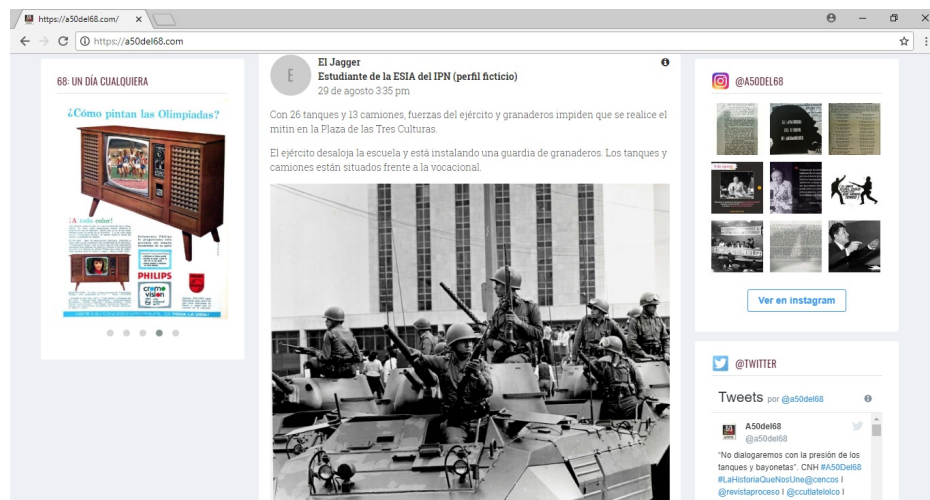 https://a50del68.com/
https://a50del68.com
68: UN DÍA CUALQUIERA
¿Cómo pintan las Olimpiadas?
¡A todo color!
PHILIPS
cromo
visión
E
El Jagger
Estudiante de la ESIA del IPN (perfil ficticio)
29 de agosto 3:35 pm
Con 26 tanques y 13 camiones, fuerzas del ejército y granaderos impiden que se realice el
mitin en la Plaza de las Tres Culturas.
El ejército desaloja la escuela y está instalando una guardia de granaderos. Los tanques y
camiones están situados frente a la vocacional.
@A50DEL68
Ver en instagram
@TWITTER
Tweets por @a50del68
A50del68
@a50del68
“No dialogaremos con la presión de los
tanques y bayonetas”. CNH #A50Del68
#LaHistoriaQueNosUne@cencos I
@revistaproceso I @ccutlatelolco I